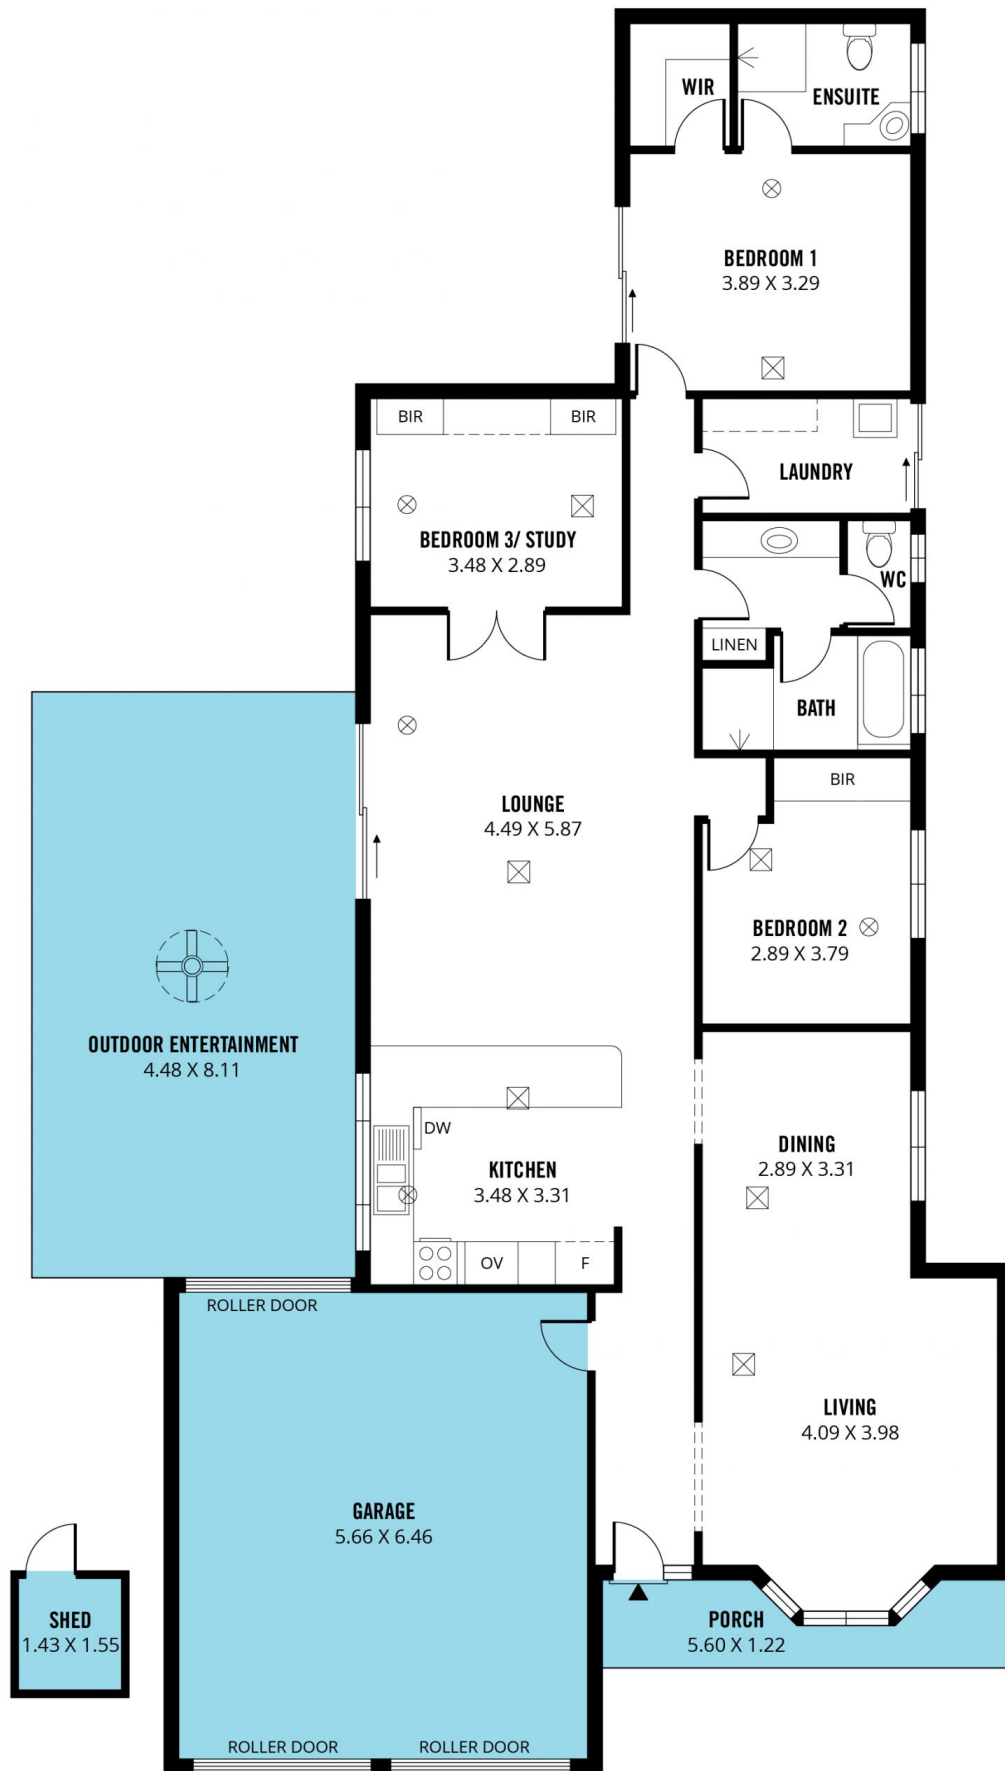 WIR
ENSUITE
BEDROOM 1
3.89 X 3.29
BIR
BIR
LAUNDRY
BEDROOM 3/ STUDY
3.48 X 2.89
WC
LINEN
BATH
BIR
LOUNGE
4.49 X 5.87
BEDROOM 2
2.89 X 3.79
OUTDOOR ENTERTAINMENT
4.48 X 8.11
DW
KITCHEN
3.48 X 3.31
DINING
2.89 X 3.31
OV
F
ROLLER DOOR
LIVING
4.09 X 3.98
GARAGE
5.66 X 6.46
SHED
1.43 X 1.55
PORCH
5.60 X 1.22
ROLLER DOOR
ROLLER DOOR